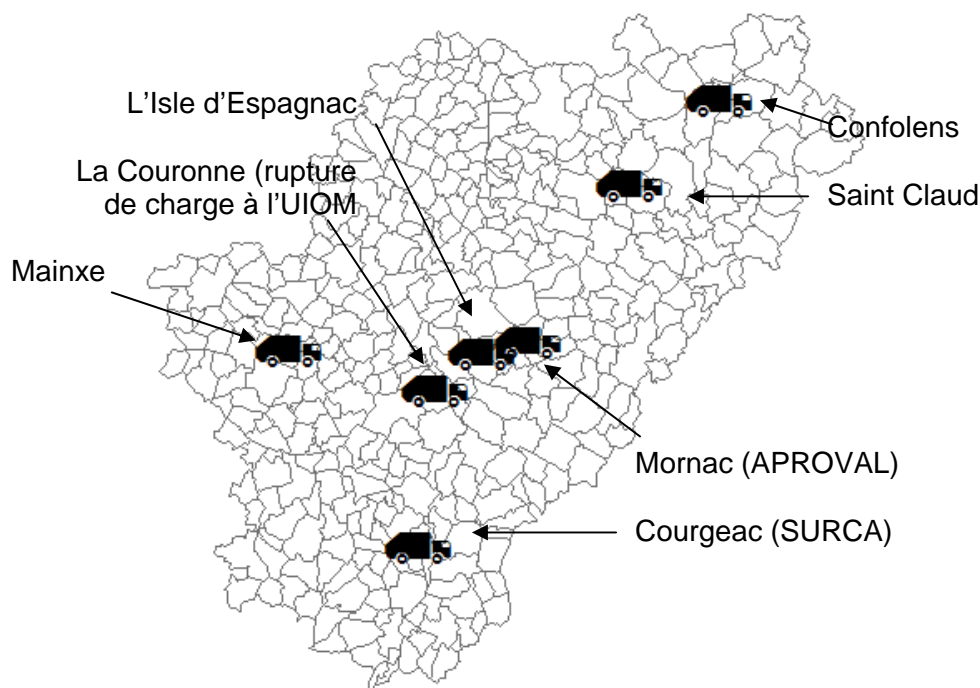 L'Isle d'Espagnac
Confolens
La Couronne (rupture
de charge à l'UIOM
Saint Claud
Mainxe
Mornac (APROVAL)
Courgeac (SURCA)